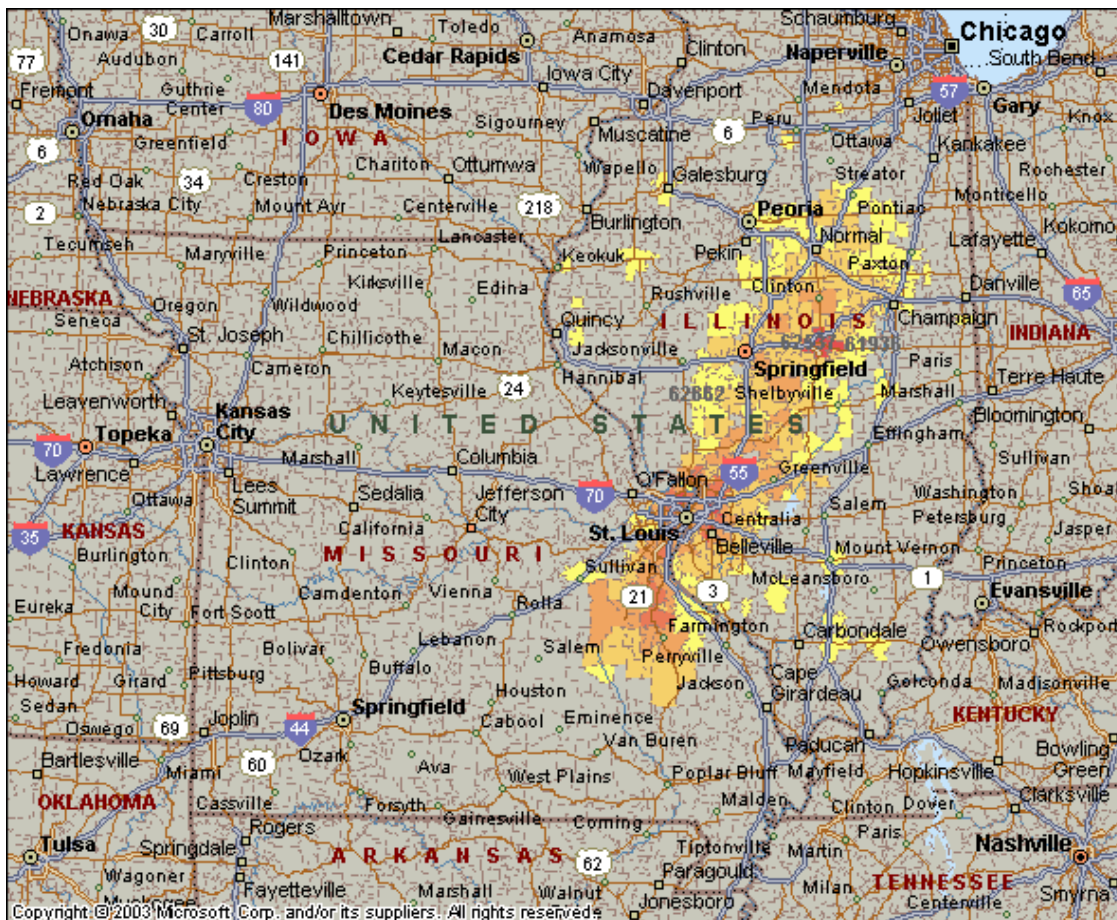 Onawa
30
Carroll
Marshalltown
Toledo
Anamosa
Clinton
Schaumburg
Chicago
77
Audubon
141
Cedar Rapids
Naperville
South Bend
Fremont
Guthrie
Center
80
Des Moines
Iowa City
Davenport
Mendota
57
Gary
Omaha
Greenfield
IOWA
Sigourney
Muscatine
6
Peru
Joliet
Knox
6
Chariton
Ottumwa
Wapello
Ottawa
Kankakee
Red Oak
34
Creston
Galesburg
Streator
Rochester
2
Nebraska City
Mount Ayr
Centerville
218
Burlington
Peoria
Pontiac
Monticello
Kokomo
Tecumseh
Maryville
Princeton
Lancaster
Keokuk
Pekin
Normal
Lafayette
NEBRASKA
Oregon
Wildwood
Kirksville
Edina
Rushville
Clinton
Paxton
Danville
65
Seneca
St. Joseph
Chillicothe
Macon
Quincy
ILLINOIS
Champaign
INDIANA
Atchison
Cameron
Jacksonville
61938
Paris
Leavenworth
Keytesville
24
Hannibal
Springfield
Marshall
Terre Haute
Kansas
City
62662
Shelbyville
Bloomington
UNITED STATES
Topeka
70
Effingham
Lawrence
Marshall
Columbia
O'Fallon
55
Greenville
Sullivan
Ottawa
Lees
Summit
Sedalia
Jefferson
City
70
Salem
Washington
Shoal
35
KANSAS
California
St. Louis
Centralia
Petersburg
Jasper
Burlington
Clinton
MISSOURI
Belleville
Mount Vernon
Mound
City
Sullivan
McLeansboro
1
Princeton
Eureka
Fort Scott
Camdenton
Vienna
Rolla
21
3
Evansville
Fredonia
Bolivar
Lebanon
Farmington
Carbondale
Owensboro
Rockport
Howard
Girard
Pittsburg
Buffalo
Salem
Perryville
Cape
Girardeau
Golconda
Madisonville
Sedan
Houston
Jackson
Oswego
69
Joplin
44
Springfield
Cabool
Eminence
KENTUCKY
Bartlesville
Miami
60
Ozark
Ava
Van Buren
Paducah
Bowling
Green
OKLAHOMA
Cassville
Forsyth
West Plains
Poplar Bluff
Mayfield
Hopkinsville
Clarksville
Tulsa
Rogers
Gainesville
Corning
Malden
Clinton
Dover
Springdale
ARKANSAS
62
Tiptonville
Martin
Paris
Nashville
Wagoner
Fayetteville
Marshall
Walnut
Paragould
Milan
TENNESSEE
Smyrna
Muskogee
Jonesboro
Centerville
Copyright © 2003 Microsoft Corp. and/or its suppliers. All rights reserved.